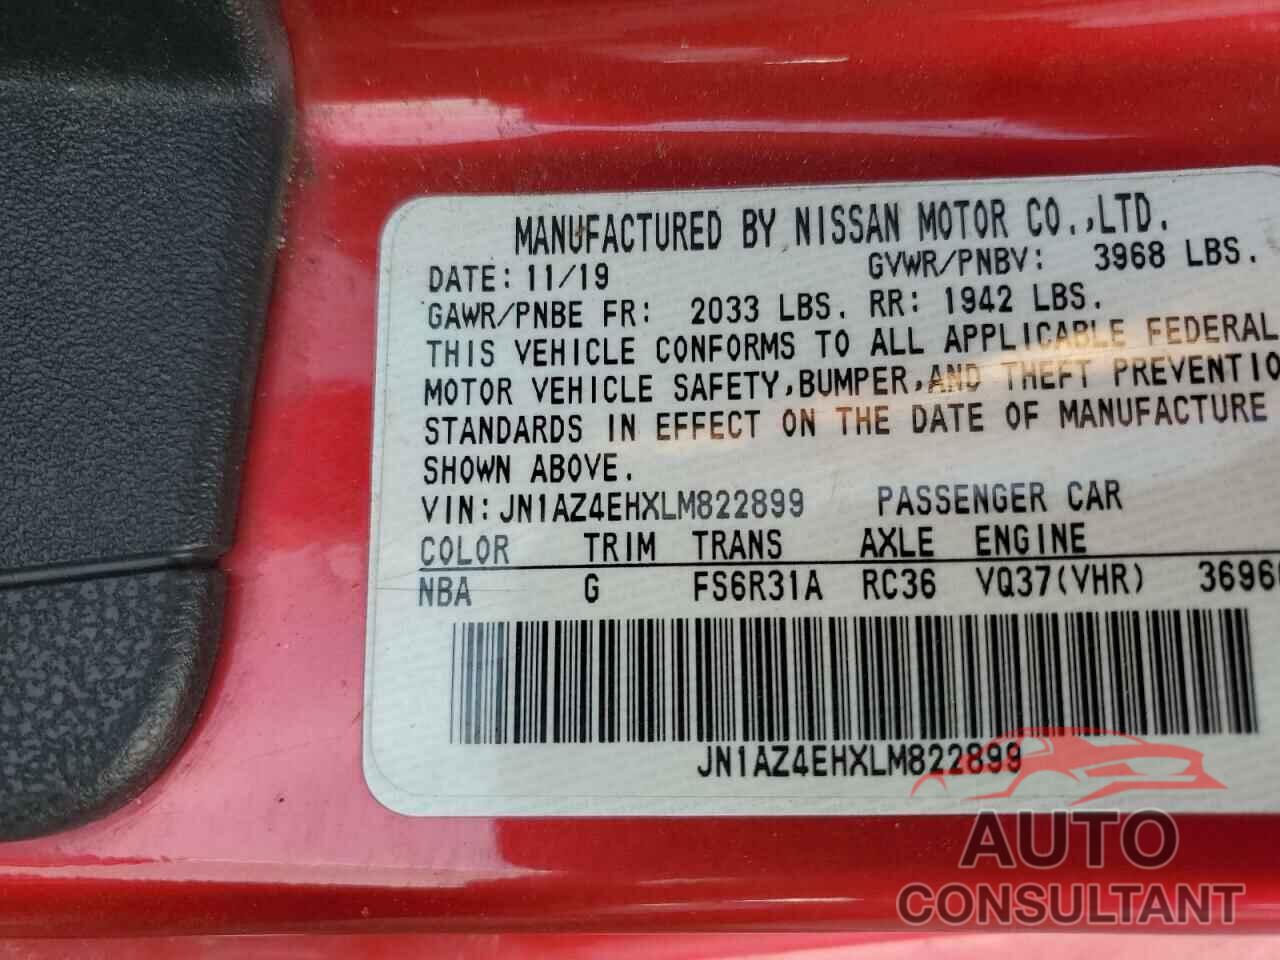 MANUFACTURED BY NISSAN MOTOR CO.,LTD.
DATE: 11/19 GVWR/PNBV: 3968 LBS.
GAWR/PNBE FR: 2033 LBS. RR: 1942 LBS.
THIS VEHICLE CONFORMS TO ALL APPLICABLE FEDERAL
MOTOR VEHICLE SAFETY,BUMPER,AND THEFT PREVENTIO
STANDARDS IN EFFECT ON THE DATE OF MANUFACTURE
SHOWN ABOVE.
VIN: JN1AZ4EHXLM822899 PASSENGER CAR
COLOR TRIM TRANS AXLE ENGINE
NBA G FS6R31A RC36 VQ37(VHR) 3696
JN1AZ4EHXLM822899
AUTO
CONSULTANT